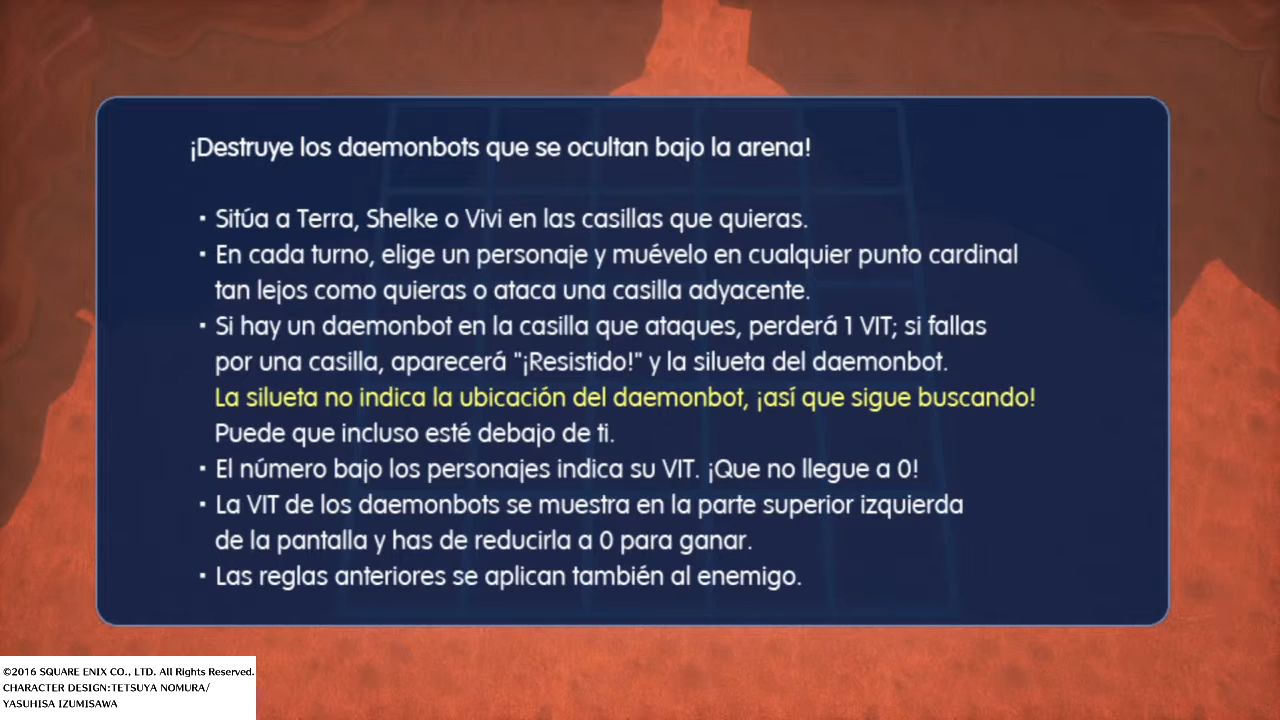 ¡Destruye los daemonbots que se ocultan bajo la arena!
· Sitúa a Terra, Shelke o Vivi en las casillas que quieras.
· En cada turno, elige un personaje y muévelo en cualquier punto cardinal
tan lejos como quieras o ataca una casilla adyacente.
· Si hay un daemonbot en la casilla que ataques, perderá 1 VIT; si fallas
por una casilla, aparecerá "¡Resistido!" y la silueta del daemonbot.
La silueta no indica la ubicación del daemonbot, ¡así que sigue buscando!
Puede que incluso esté debajo de ti.
· El número bajo los personajes indica su VIT. ¡Que no llegue a 0!
· La VIT de los daemonbots se muestra en la parte superior izquierda
de la pantalla y has de reducirla a 0 para ganar.
· Las reglas anteriores se aplican también al enemigo.
©2016 SQUARE ENIX CO., LTD. All Rights Reserved.
CHARACTER DESIGN:TETSUYA NOMURA/
YASUHISA IZUMISAWA